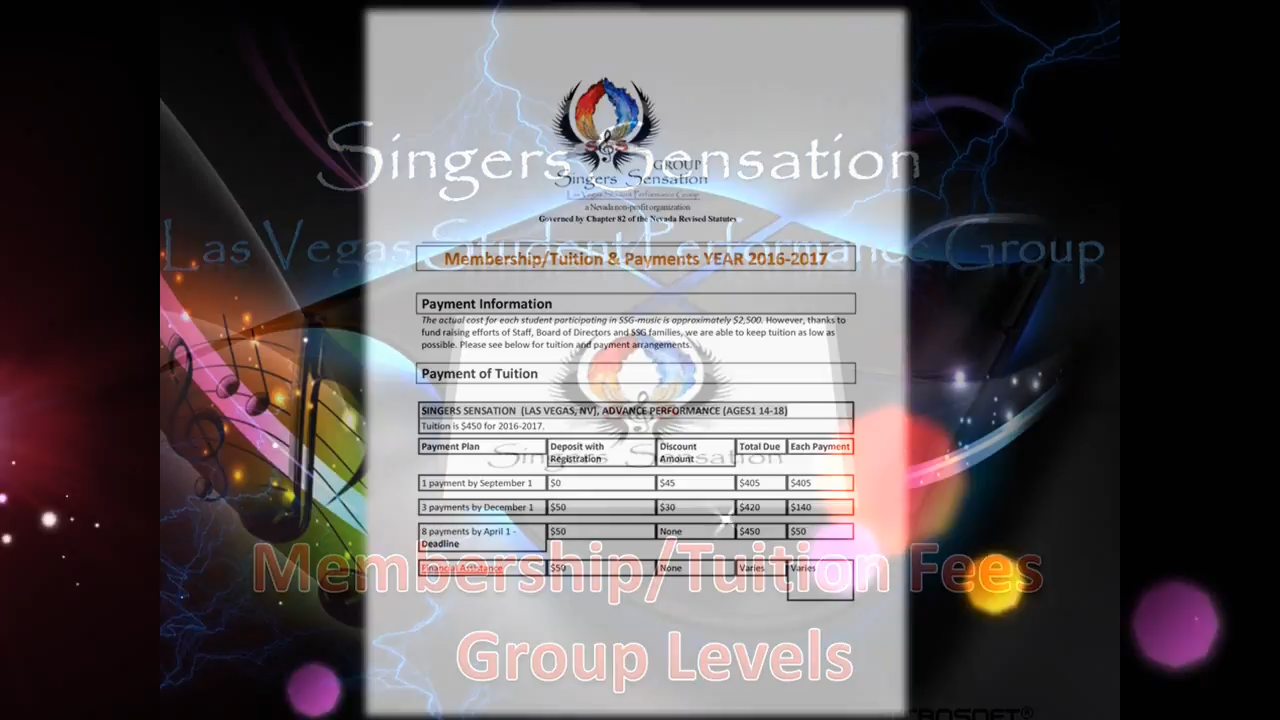 Singers Sensation
GROUP
Singers Sensation
Las Vegas Student Performance Group
a Nevada non-profit organization
Governed by Chapter 82 of the Nevada Revised Statutes
Las Vegas Student Performance Group
Membership/Tuition & Payments YEAR 2016-2017
Payment Information
The actual cost for each student participating in SSG-music is approximately $2,500. However, thanks to
fund raising efforts of Staff, Board of Directors and SSG families, we are able to keep tuition as low as
possible. Please see below for tuition and payment arrangements.
Payment of Tuition
SINGERS SENSATION (LAS VEGAS, NV), ADVANCE PERFORMANCE (AGES1 14-18)
Tuition is $450 for 2016-2017.
Payment Plan Deposit with Registration Discount Amount Total Due Each Payment
Singers Sensation
1 payment by September 1 $0 $45 $405 $405
3 payments by December 1 $50 $30 $420 $140
8 payments by April 1 - Deadline $50 None $450 $50
Financial Assistance $50 None Varies Varies
Membership/Tuition Fees
Group Levels